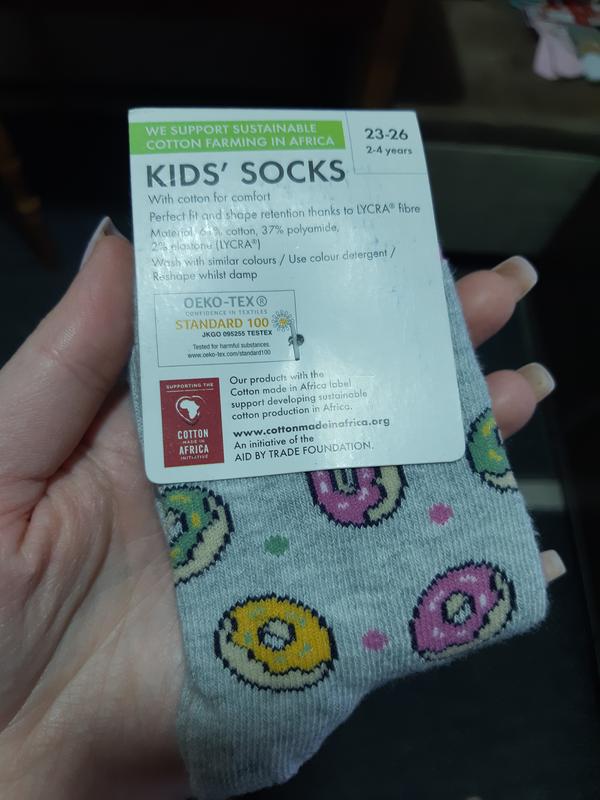 WE SUPPORT SUSTAINABLE
COTTON FARMING IN AFRICA
23-26
2-4 years
KIDS' SOCKS
With cotton for comfort
Perfect fit and shape retention thanks to LYCRA® fibre
Material: 61% cotton, 37% polyamide,
2% elastane (LYCRA®)
Wash with similar colours / Use colour detergent /
Reshape whilst damp
OEKO-TEX®
CONFIDENCE IN TEXTILES
STANDARD 100
JKGO 095255 TESTEX
Tested for harmful substances
www.oeko-tex.com/standard100
SUPPORTING THE
COTTON
MADE IN
AFRICA
INITIATIVE
Our products with the
Cotton made in Africa label
support developing sustainable
cotton production in Africa.
www.cottonmadeinafrica.org
An initiative of the
AID BY TRADE FOUNDATION.